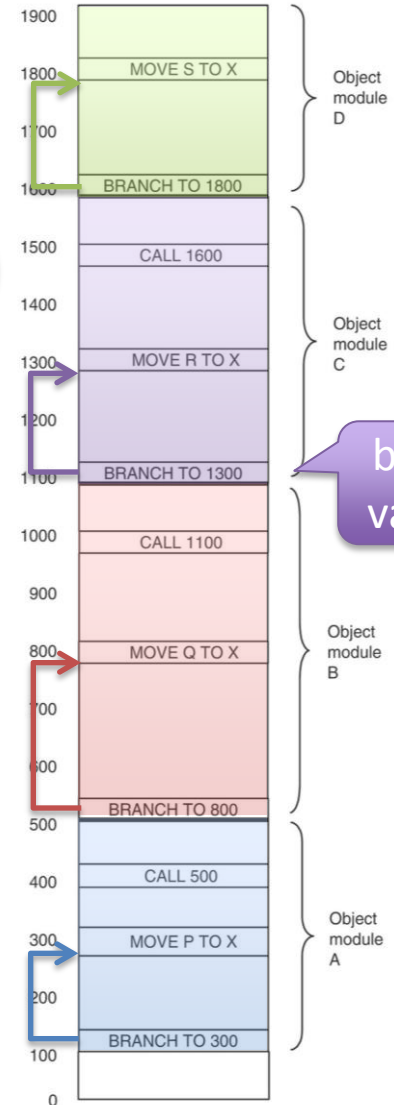 1900
MOVE S TO X
1800
Object
module
D
1700
BRANCH TO 1800
1600
1500
CALL 1600
1400
Object
module
C
MOVE R TO X
1300
1200
BRANCH TO 1300
1100
CALL 1100
1000
900
Object
module
B
MOVE Q TO X
800
700
600
BRANCH TO 800
500
CALL 500
400
Object
module
A
MOVE P TO X
300
200
BRANCH TO 300
100
0